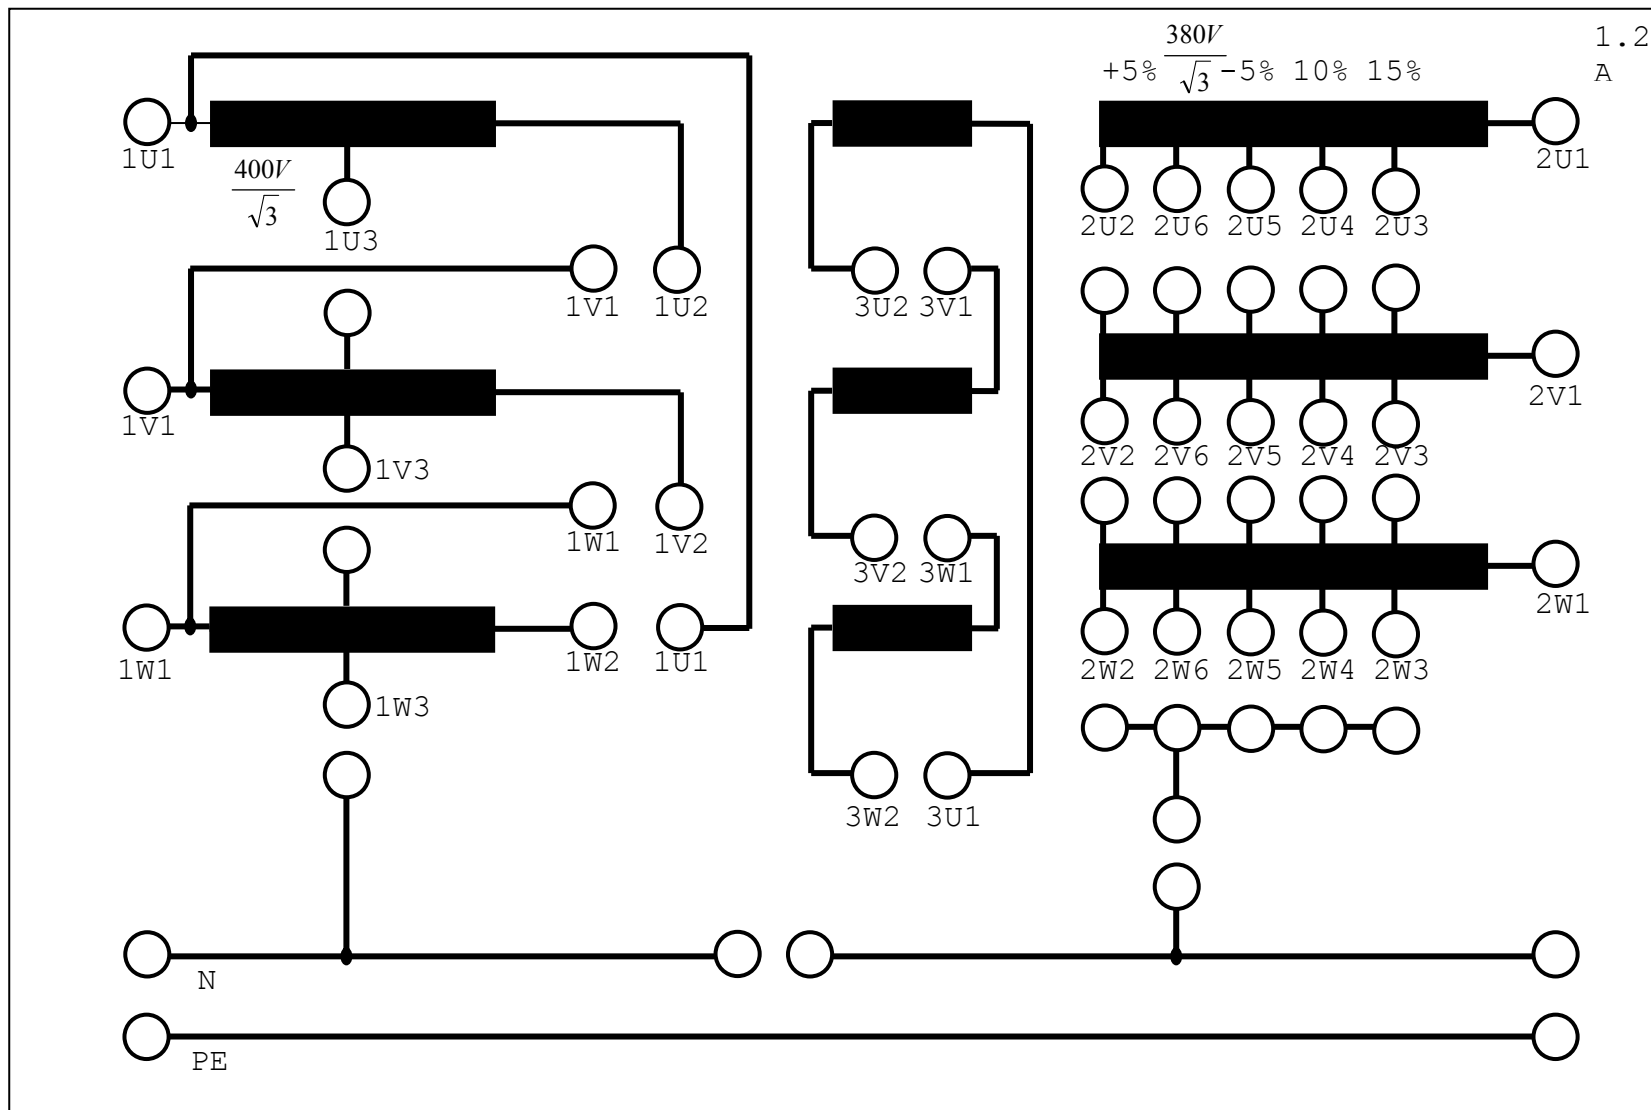 380V
1.2
+5% √3 -5% 10% 15%
A
1U1
2U1
400V
√3
1U3
2U2 2U6 2U5 2U4 2U3
1V1 1U2
3U2 3V1
2V1
1V1
1V3
2V2 2V6 2V5 2V4 2V3
1W1 1V2
3V2 3W1
2W1
1W1
1W2 1U1
2W2 2W6 2W5 2W4 2W3
1W3
3W2 3U1
N
PE